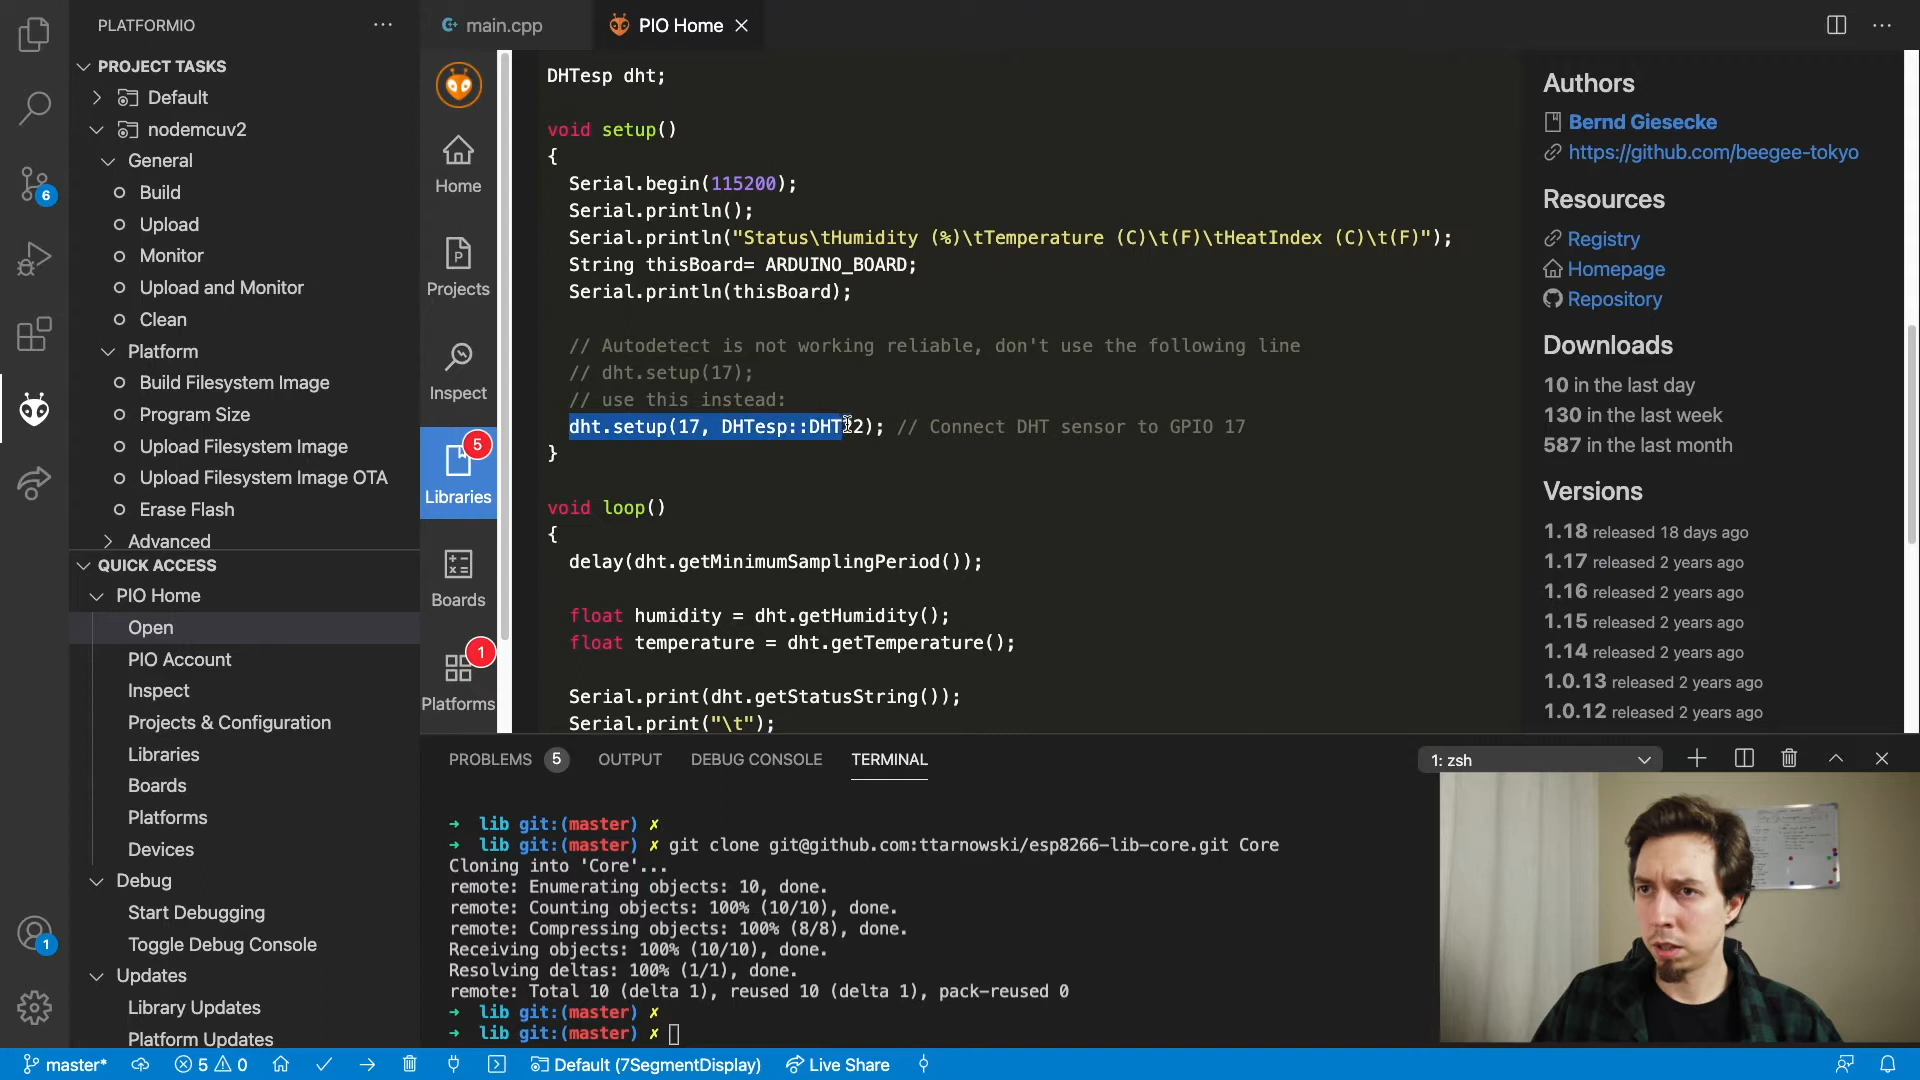 PLATFORMIO
PROJECT TASKS
Default
nodemcuv2
General
Build
Upload
Monitor
Upload and Monitor
Clean
Platform
Build Filesystem Image
Program Size
Upload Filesystem Image
Upload Filesystem Image OTA
Erase Flash
Advanced
QUICK ACCESS
PIO Home
Open
PIO Account
Inspect
Projects & Configuration
Libraries
Boards
Platforms
Devices
Debug
Start Debugging
Toggle Debug Console
Updates
Library Updates
Platform Updates
6
1
main.cpp
PIO Home
Home
Projects
Inspect
5
Libraries
Boards
1
Platforms
DHTesp dht;
void setup()
{
Serial.begin(115200);
Serial.println();
Serial.println("Status\tHumidity (%)\tTemperature (C)\t(F)\tHeatIndex (C)\t(F)");
String thisBoard= ARDUINO_BOARD;
Serial.println(thisBoard);
// Autodetect is not working reliable, don't use the following line
// dht.setup(17);
// use this instead:
dht.setup(17, DHTesp::DHT22); // Connect DHT sensor to GPIO 17
}
void loop()
{
delay(dht.getMinimumSamplingPeriod());
float humidity = dht.getHumidity();
float temperature = dht.getTemperature();
Serial.print(dht.getStatusString());
Serial.print("\t");
Authors
Bernd Giesecke
https://github.com/beegee-tokyo
Resources
Registry
Homepage
Repository
Downloads
10 in the last day
130 in the last week
587 in the last month
Versions
1.18 released 18 days ago
1.17 released 2 years ago
1.16 released 2 years ago
1.15 released 2 years ago
1.14 released 2 years ago
1.0.13 released 2 years ago
1.0.12 released 2 years ago
PROBLEMS 5 OUTPUT DEBUG CONSOLE TERMINAL
1: zsh
→ lib git:(master) ✗
→ lib git:(master) ✗ git clone git@github.com:ttarnowski/esp8266-lib-core.git Core
Cloning into 'Core'...
remote: Enumerating objects: 10, done.
remote: Counting objects: 100% (10/10), done.
remote: Compressing objects: 100% (8/8), done.
Receiving objects: 100% (10/10), done.
Resolving deltas: 100% (1/1), done.
remote: Total 10 (delta 1), reused 10 (delta 1), pack-reused 0
→ lib git:(master) ✗
→ lib git:(master) ✗
master* 5 0 Default (7SegmentDisplay) Live Share